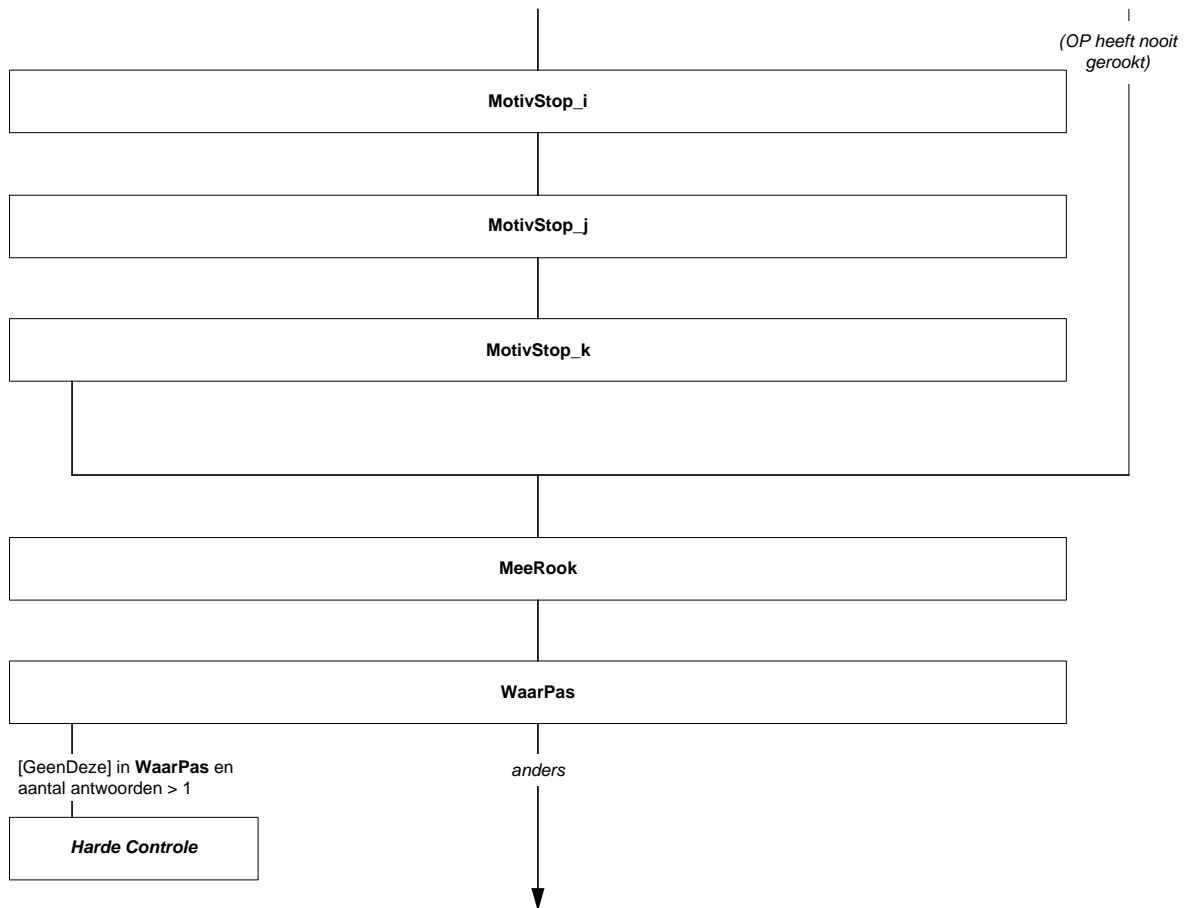 (OP heeft nooit
gerookt)
MotivStop_i
MotivStop_j
MotivStop_k
MeeRook
WaarPas
[GeenDeze] in WaarPas en
aantal antwoorden > 1
anders
Harde Controle